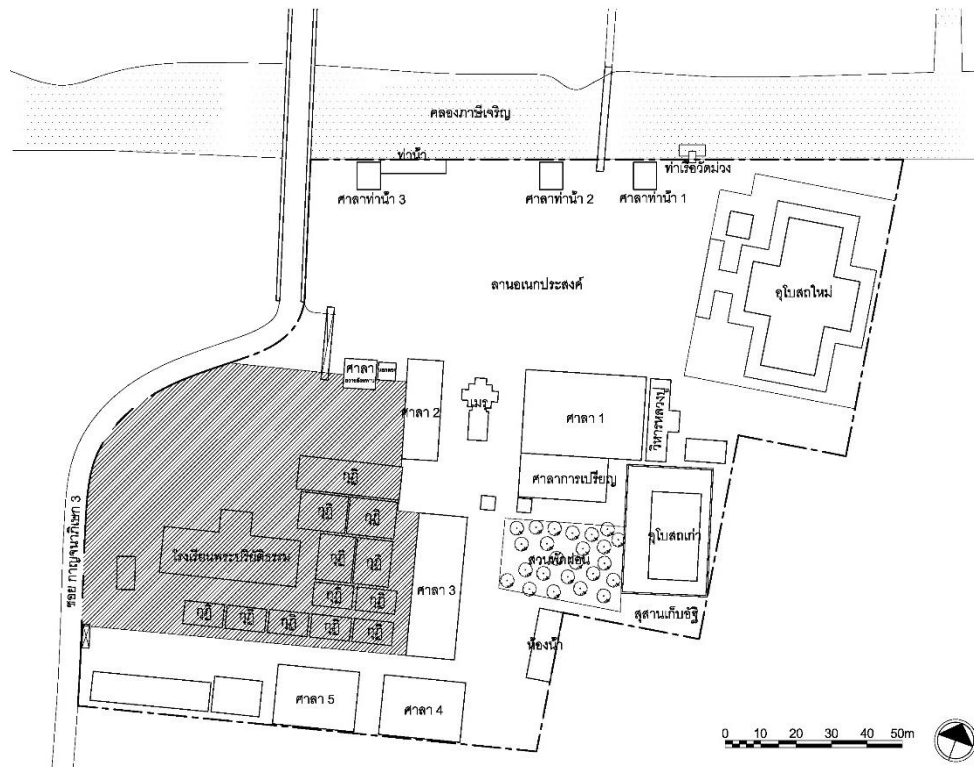 คลองภาษีเจริญ
ท่าน้ำ
ท่าเรือวัดม่วง
ศาลาท่าน้ำ 3
ศาลาท่าน้ำ 2
ศาลาท่าน้ำ 1
ลานอเนกประสงค์
อุโบสถใหม่
ศาลา
ศาลา 2
เมรุ
ศาลา 1
วิหารหลวงปู่
ศาลาการเปรียญ
กุฏิ
กุฏิ
กุฏิ
อุโบสถเก่า
โรงเรียนพระปริยัติธรรม
กุฏิ
กุฏิ
สวนพักผ่อน
ซอย กาญจนาภิเษก 3
ศาลา 3
กุฏิ
กุฏิ
สุสานเก็บอัฐิ
กุฏิ
กุฏิ
กุฏิ
กุฏิ
กุฏิ
ห้องน้ำ
ศาลา 5
ศาลา 4
0 10 20 30 40 50m